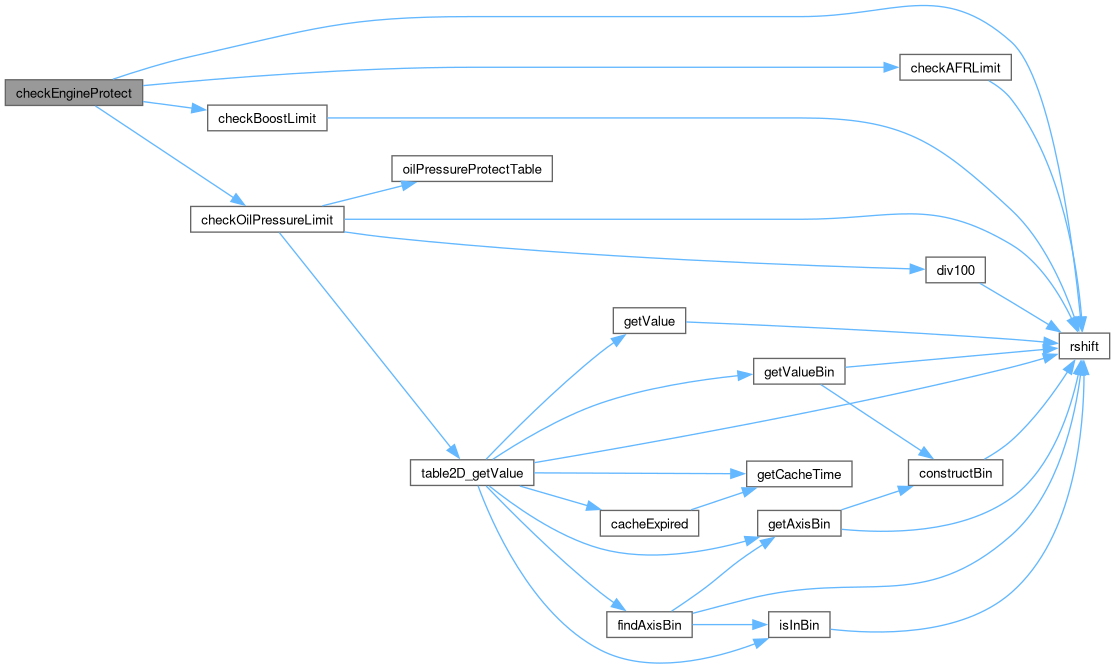 checkEngineProtect
checkAFRLimit
checkBoostLimit
oilPressureProtectTable
checkOilPressureLimit
div100
getValue
rshift
getValueBin
table2D_getValue
getCacheTime
constructBin
cacheExpired
getAxisBin
findAxisBin
isInBin